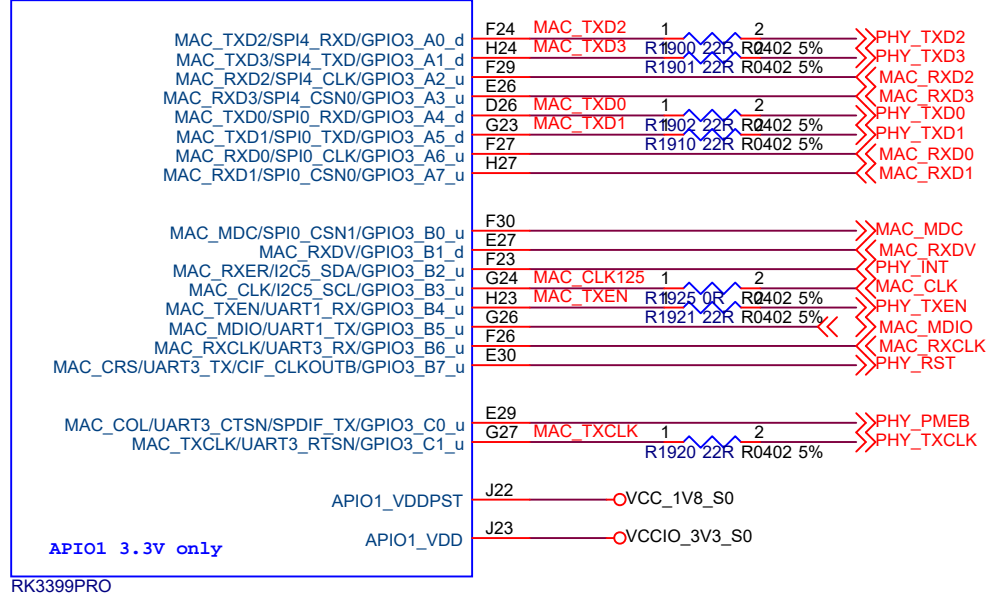 MAC_TXD2/SPI4_RXD/GPIO3_A0_d F24 MAC_TXD2 1 2 PHY_TXD2
R1900 22R R0402 5%
MAC_TXD3/SPI4_TXD/GPIO3_A1_d H24 MAC_TXD3 1 2 PHY_TXD3
R1901 22R R0402 5%
MAC_RXD2/SPI4_CLK/GPIO3_A2_u F29 MAC_RXD2
MAC_RXD3/SPI4_CSN0/GPIO3_A3_u E26 MAC_RXD3
MAC_TXD0/SPI0_RXD/GPIO3_A4_d D26 MAC_TXD0 1 2 PHY_TXD0
R1902 22R R0402 5%
MAC_TXD1/SPI0_TXD/GPIO3_A5_d G23 MAC_TXD1 1 2 PHY_TXD1
R1910 22R R0402 5%
MAC_RXD0/SPI0_CLK/GPIO3_A6_u F27 MAC_RXD0
MAC_RXD1/SPI0_CSN0/GPIO3_A7_u H27 MAC_RXD1
MAC_MDC/SPI0_CSN1/GPIO3_B0_u F30 MAC_MDC
MAC_RXDV/GPIO3_B1_d E27 MAC_RXDV
MAC_RXER/I2C5_SDA/GPIO3_B2_u F23 PHY_INT
MAC_CLK/I2C5_SCL/GPIO3_B3_u G24 MAC_CLK125 1 2 MAC_CLK
R1925 0R R0402 5%
MAC_TXEN/UART1_RX/GPIO3_B4_u H23 MAC_TXEN 1 2 PHY_TXEN
R1921 22R R0402 5%
MAC_MDIO/UART1_TX/GPIO3_B5_u G26 MAC_MDIO
MAC_RXCLK/UART3_RX/GPIO3_B6_u F26 MAC_RXCLK
MAC_CRS/UART3_TX/CIF_CLKOUTB/GPIO3_B7_u E30 PHY_RST
MAC_COL/UART3_CTSN/SPDIF_TX/GPIO3_C0_u E29 PHY_PMEB
MAC_TXCLK/UART3_RTSN/GPIO3_C1_u G27 MAC_TXCLK 1 2 PHY_TXCLK
R1920 22R R0402 5%
APIO1_VDDPST J22 VCC_1V8_S0
APIO1_VDD J23 VCCIO_3V3_S0
APIO1 3.3V only
RK3399PRO